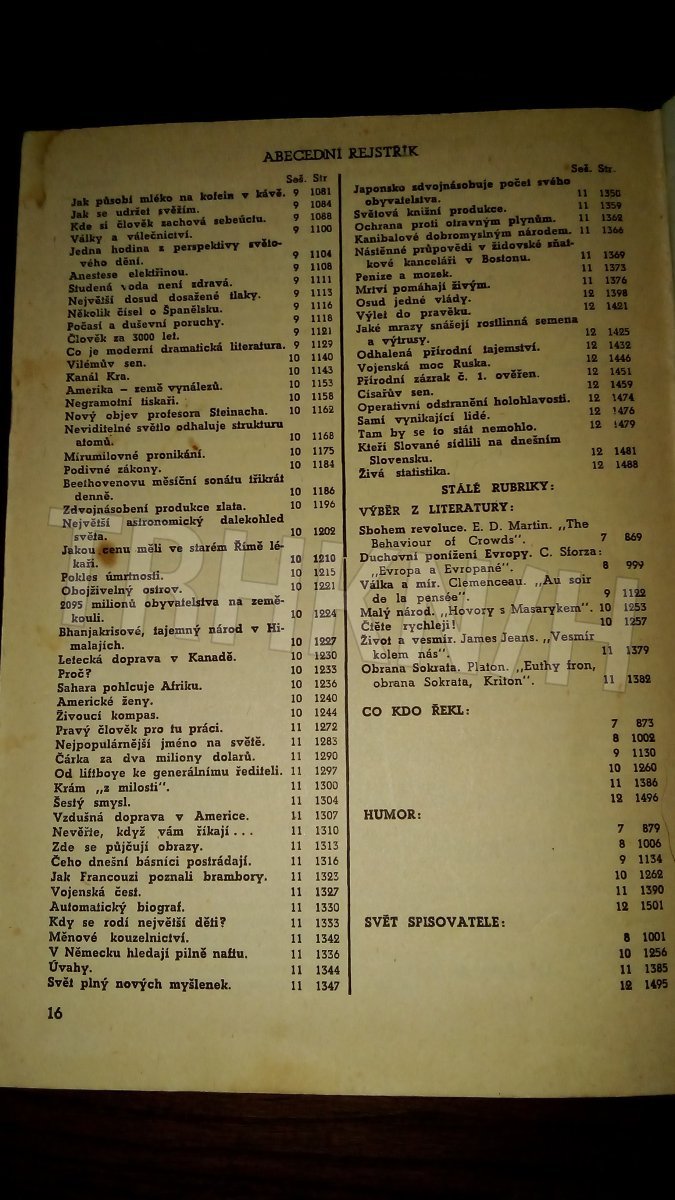 ABECEDNÍ REJSTŘÍK
Seš. Str
Jak působí mléko na kofein v kávě. 9 1081
Jak se udržet svěžím. 9 1084
Kde si člověk zachová sebeúctu. 9 1088
Války a válečnictví. 9 1100
Jedna hodina z perspektivy světo-
vého dění. 9 1104
Anestese elektřinou. 9 1108
Studená voda není zdravá. 9 1111
Největší dosud dosažené tlaky. 9 1113
Několik čísel o Španělsku. 9 1116
Počasí a duševní poruchy. 9 1118
Člověk za 3000 let. 9 1121
Co je moderní dramatická literatura. 9 1129
Vilémův sen. 10 1140
Kanál Kra. 10 1143
Amerika – země vynálezů. 10 1153
Negramotní tiskaři. 10 1158
Nový objev profesora Steinacha. 10 1162
Neviditelné světlo odhaluje strukturu
atomů. 10 1168
Mírumilovné pronikání. 10 1175
Podivné zákony. 10 1184
Beethovenovu měsíční sonátu třikrát
denně. 10 1186
Zdvojnásobení produkce zlata. 10 1196
Největší astronomický dalekohled
světa. 10 1202
Jakou cenu měli ve starém Římě lé-
kaři. 10 1210
Pokles úmrtnosti. 10 1215
Obojživelný ostrov. 10 1221
2095 milionů obyvatelstva na země-
kouli. 10 1224
Bhanjakrisové, tajemný národ v Hi-
malajích. 10 1227
Letecká doprava v Kanadě. 10 1230
Proč? 10 1233
Sahara pohlcuje Afriku. 10 1236
Americké ženy. 10 1240
Živoucí kompas. 10 1244
Pravý člověk pro tu práci. 11 1272
Nejpopulárnější jméno na světě. 11 1283
Čárka za dva miliony dolarů. 11 1290
Od liftboye ke generálnímu řediteli. 11 1297
Krám „z milosti". 11 1300
Šestý smysl. 11 1304
Vzdušná doprava v Americe. 11 1307
Nevěřte, když vám říkají... 11 1310
Zde se půjčují obrazy. 11 1313
Čeho dnešní básníci postrádají. 11 1316
Jak Francouzi poznali brambory. 11 1323
Vojenská čest. 11 1327
Automatický biograf. 11 1330
Kdy se rodí největší děti? 11 1333
Měnové kouzelnictví. 11 1342
V Německu hledají pilně naftu. 11 1336
Úvahy. 11 1344
Svět plný nových myšlenek. 11 1347
16
Seš. Str.
Japonsko zdvojnásobuje počet svého
obyvatelstva. 11 1350
Světová knižní produkce. 11 1359
Ochrana proti otravným plynům. 11 1362
Kanibalové dobromyslným národem. 11 1366
Nástěnné průpovědi v židovské sňat-
kové kanceláři v Bostonu. 11 1369
Peníze a mozek. 11 1373
Mrtví pomáhají živým. 11 1376
Osud jedné vlády. 12 1398
Výlet do pravěku. 12 1421
Jaké mrazy snášejí rostlinná semena
a výtrusy. 12 1425
Odhalená přírodní tajemství. 12 1432
Vojenská moc Ruska. 12 1446
Přírodní zázrak č. 1. ověřen. 12 1451
Císařův sen. 12 1459
Operativní odstranění holohlavosti. 12 1474
Sami vynikající lidé. 12 1476
Tam by se to stát nemohlo. 12 1479
Kteří Slované sídlili na dnešním
Slovensku. 12 1481
Živá statistika. 12 1488
STÁLÉ RUBRIKY:
VÝBĚR Z LITERATURY:
Sbohem revoluce. E. D. Martin. „The
Behaviour of Crowds". 7 869
Duchovní ponížení Evropy. C. Sforza:
„Evropa a Evropané". 8 999
Válka a mír. Clemenceau. „Au soir
de la pensée". 9 1122
Malý národ. „Hovory s Masarykem". 10 1253
Čtěte rychleji! 10 1257
Život a vesmír. James Jeans. „Vesmír
kolem nás". 11 1379
Obrana Sokrata. Platon. „Euthy fron,
obrana Sokrata, Kriton". 11 1382
CO KDO ŘEKL:
7 873
8 1002
9 1130
10 1260
11 1386
12 1496
HUMOR:
7 879
8 1006
9 1134
10 1262
11 1390
12 1501
SVĚT SPISOVATELE:
8 1001
10 1256
11 1385
12 1495